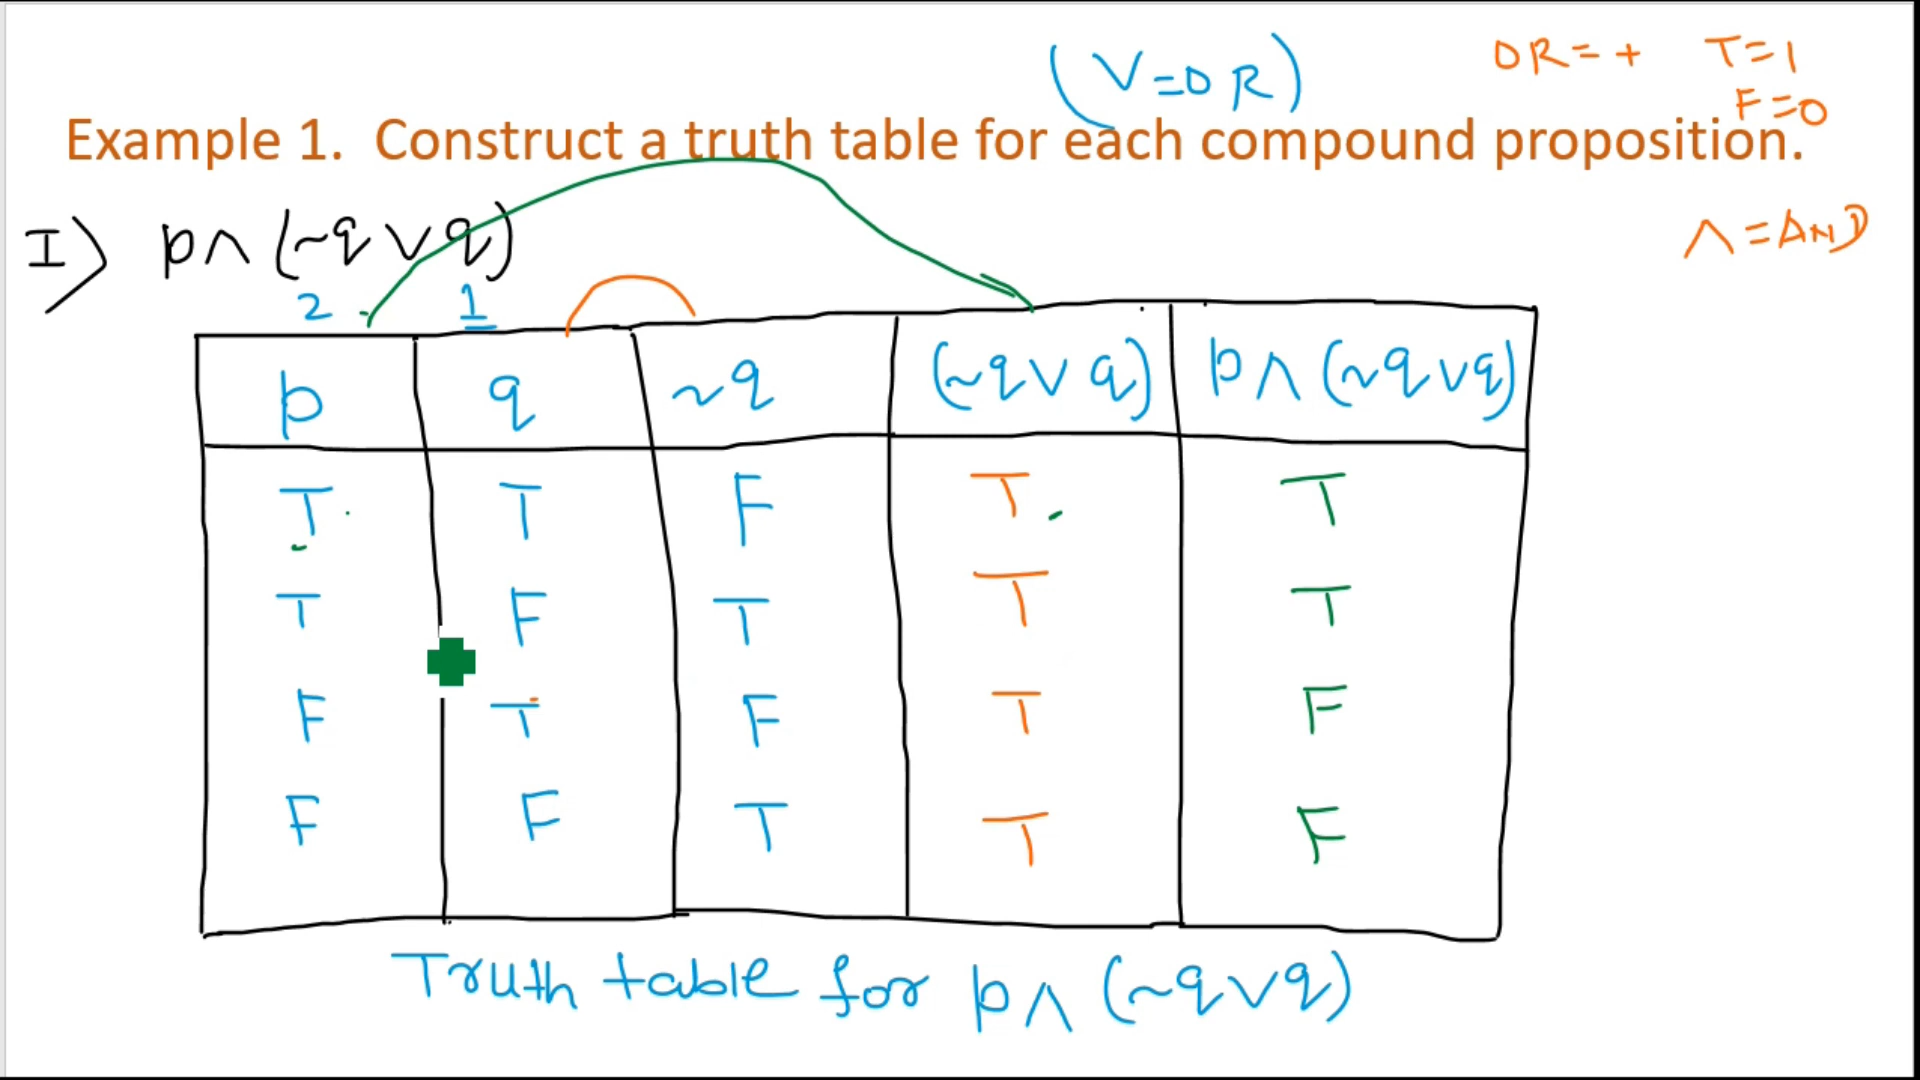 (V=OR)
OR=+ T=1
F=0
Example 1. Construct a truth table for each compound proposition.
∧=AND
I) p∧(~q∨q)
2 1
p q ~q (~q∨q) p∧(~q∨q)
T T F T T
T F T T T
F T F T F
F F T T F
Truth table for p∧(~q∨q)